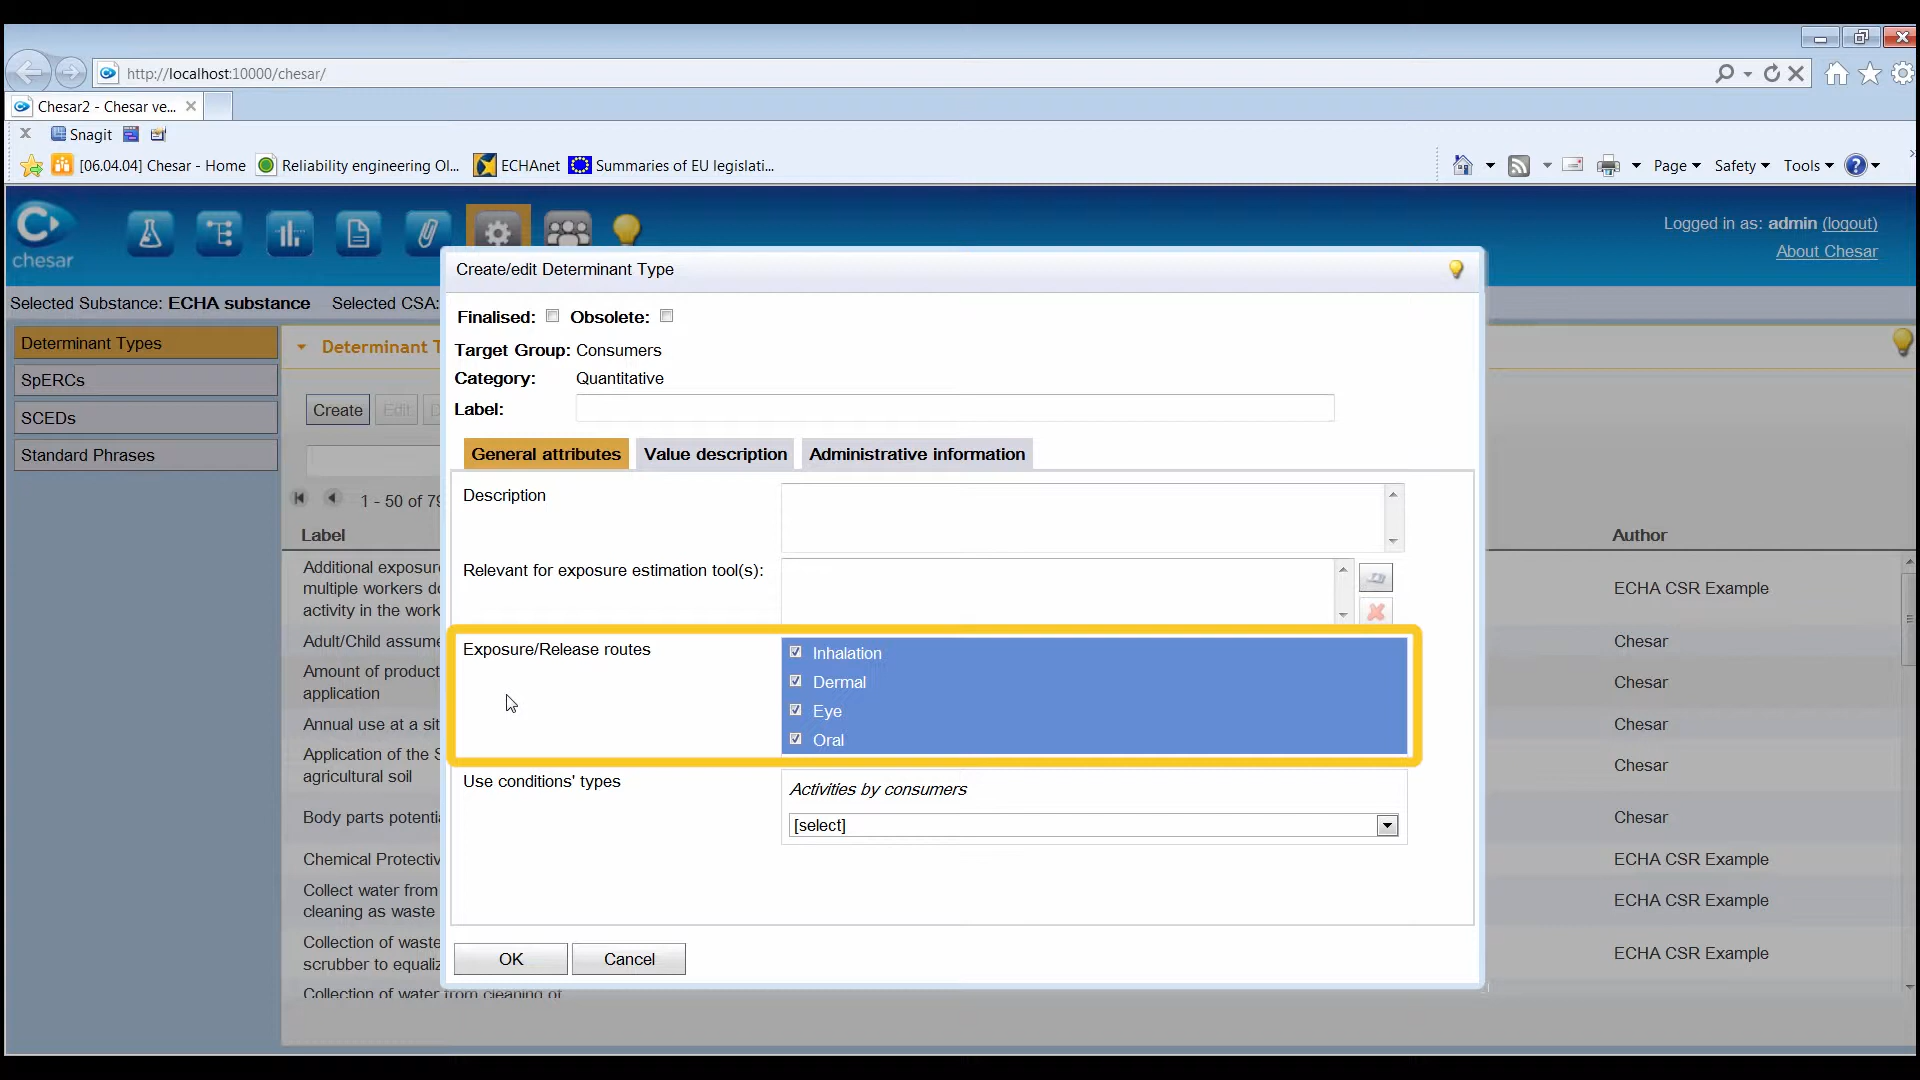 http://localhost:10000/chesar/
Chesar2 - Chesar ve...
Snagit
[06.04.04] Chesar - Home Reliability engineering Ol... ECHAnet Summaries of EU legislati...
Page Safety Tools
chesar
Logged in as: admin (logout)
About Chesar
Selected Substance: ECHA substance Selected CSA:
Create/edit Determinant Type
Finalised: Obsolete:
Target Group: Consumers
Category: Quantitative
Label:
General attributes Value description Administrative information
Description
Relevant for exposure estimation tool(s):
Exposure/Release routes
Inhalation
Dermal
Eye
Oral
Use conditions' types
Activities by consumers
[select]
OK Cancel
Determinant Types
SpERCs
SCEDs
Standard Phrases
Determinant T
Create Edit D
1 - 50 of 79
Label Author
Additional exposure
multiple workers do ECHA CSR Example
activity in the work
Adult/Child assume Chesar
Amount of product
application Chesar
Annual use at a sit Chesar
Application of the S
agricultural soil Chesar
Body parts potentia Chesar
Chemical Protectiv ECHA CSR Example
Collect water from
cleaning as waste ECHA CSR Example
Collection of waste
scrubber to equaliz ECHA CSR Example
Collection of water from cleaning of